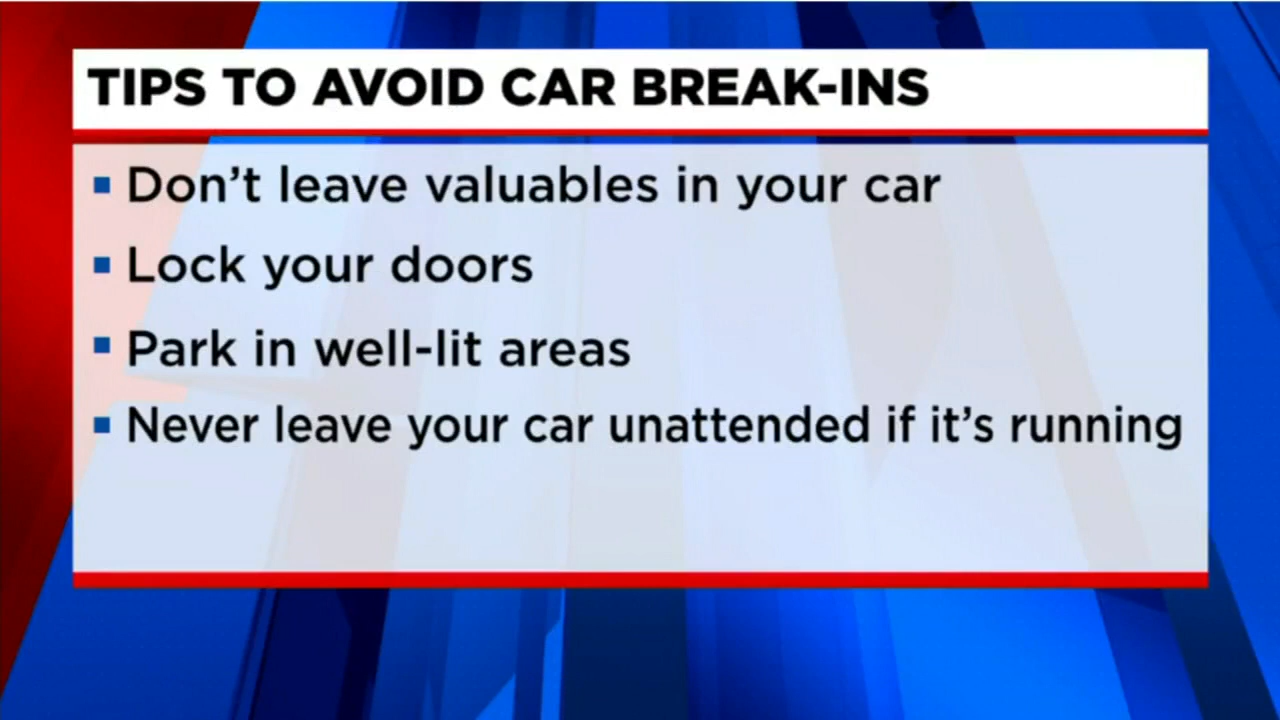 TIPS TO AVOID CAR BREAK-INS
▪ Don’t leave valuables in your car
▪ Lock your doors
▪ Park in well-lit areas
▪ Never leave your car unattended if it’s running